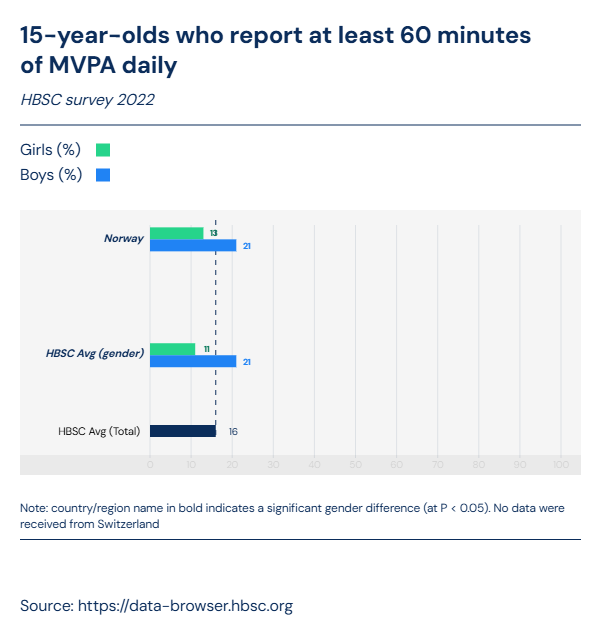 15-year-olds who report at least 60 minutes
of MVPA daily
HBSC survey 2022
Girls (%)
Boys (%)
Norway 13
21
HBSC Avg (gender) 11
21
HBSC Avg (Total) 16
0 10 20 30 40 50 60 70 80 90 100
Note: country/region name in bold indicates a significant gender difference (at P < 0.05). No data were
received from Switzerland
Source: https://data-browser.hbsc.org